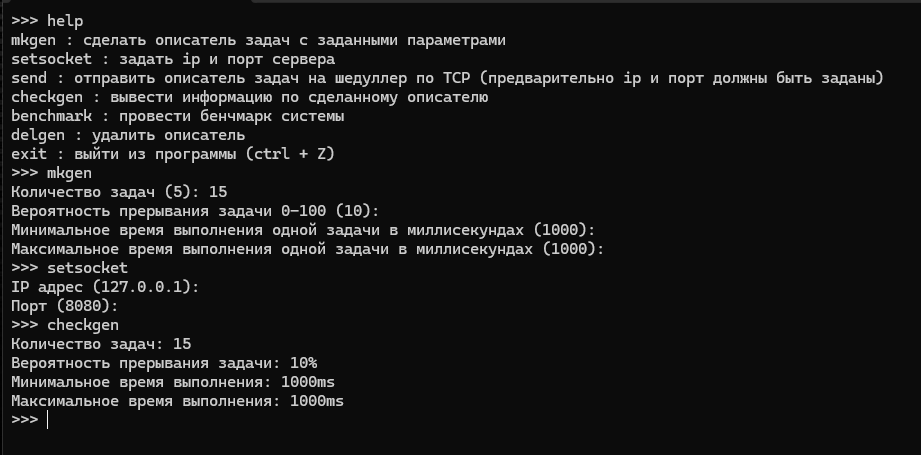 >>> help
mkgen : сделать описатель задач с заданными параметрами
setsocket : задать ip и порт сервера
send : отправить описатель задач на шедуллер по TCP (предварительно ip и порт должны быть заданы)
checkgen : вывести информацию по сделанному описателю
benchmark : провести бенчмарк системы
delgen : удалить описатель
exit : выйти из программы (ctrl + Z)
>>> mkgen
Количество задач (5): 15
Вероятность прерывания задачи 0-100 (10):
Минимальное время выполнения одной задачи в миллисекундах (1000):
Максимальное время выполнения одной задачи в миллисекундах (1000):
>>> setsocket
IP адрес (127.0.0.1):
Порт (8080):
>>> checkgen
Количество задач: 15
Вероятность прерывания задачи: 10%
Минимальное время выполнения: 1000ms
Максимальное время выполнения: 1000ms
>>>